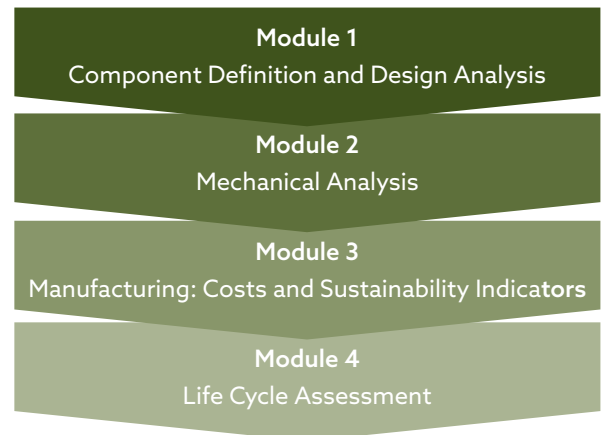 Module 1
Component Definition and Design Analysis
Module 2
Mechanical Analysis
Module 3
Manufacturing: Costs and Sustainability Indicators
Module 4
Life Cycle Assessment